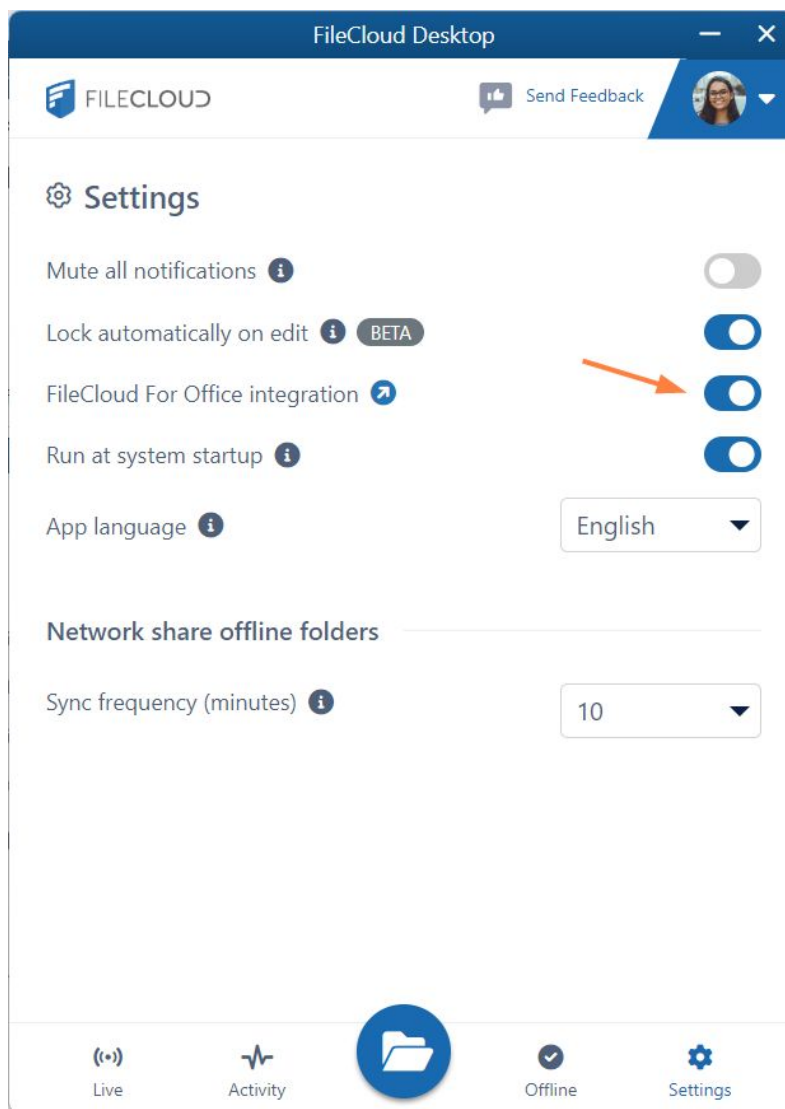 FileCloud Desktop
FILECLOUD
Send Feedback
Settings
Mute all notifications
Lock automatically on edit BETA
FileCloud For Office integration
Run at system startup
App language English
Network share offline folders
Sync frequency (minutes) 10
Live Activity Offline Settings